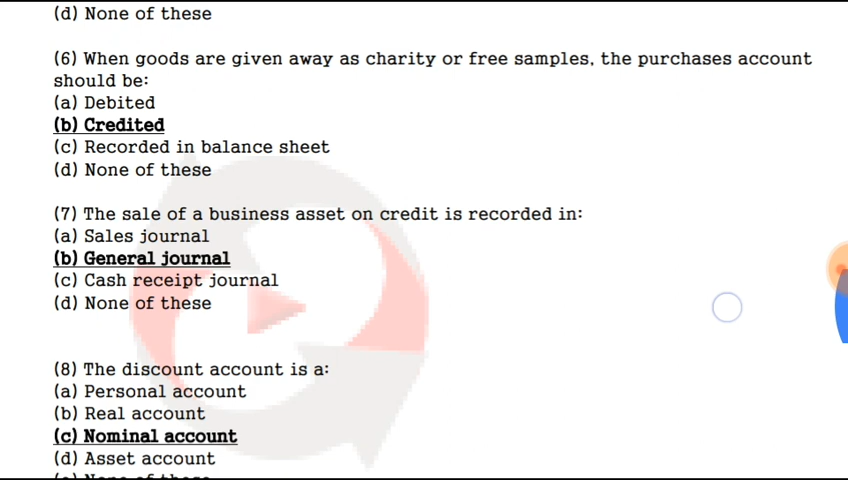 (d) None of these
(6) When goods are given away as charity or free samples, the purchases account
should be:
(a) Debited
(b) Credited
(c) Recorded in balance sheet
(d) None of these
(7) The sale of a business asset on credit is recorded in:
(a) Sales journal
(b) General journal
(c) Cash receipt journal
(d) None of these
(8) The discount account is a:
(a) Personal account
(b) Real account
(c) Nominal account
(d) Asset account